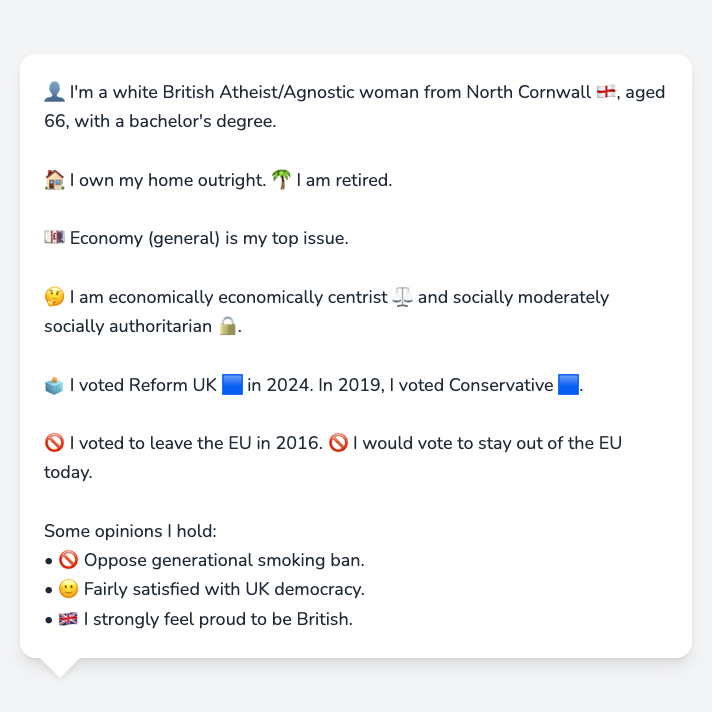 👤 I'm a white British Atheist/Agnostic woman from North Cornwall 🏴󠁧󠁢󠁥󠁮󠁧󠁿, aged
66, with a bachelor's degree.
🏠 I own my home outright. 🌴 I am retired.
💷 Economy (general) is my top issue.
🤔 I am economically economically centrist ⚖️ and socially moderately
socially authoritarian 🔒.
🗳️ I voted Reform UK 🟦 in 2024. In 2019, I voted Conservative 🟦.
🚫 I voted to leave the EU in 2016. 🚫 I would vote to stay out of the EU
today.
Some opinions I hold:
• 🚫 Oppose generational smoking ban.
• 🙂 Fairly satisfied with UK democracy.
• 🇬🇧 I strongly feel proud to be British.